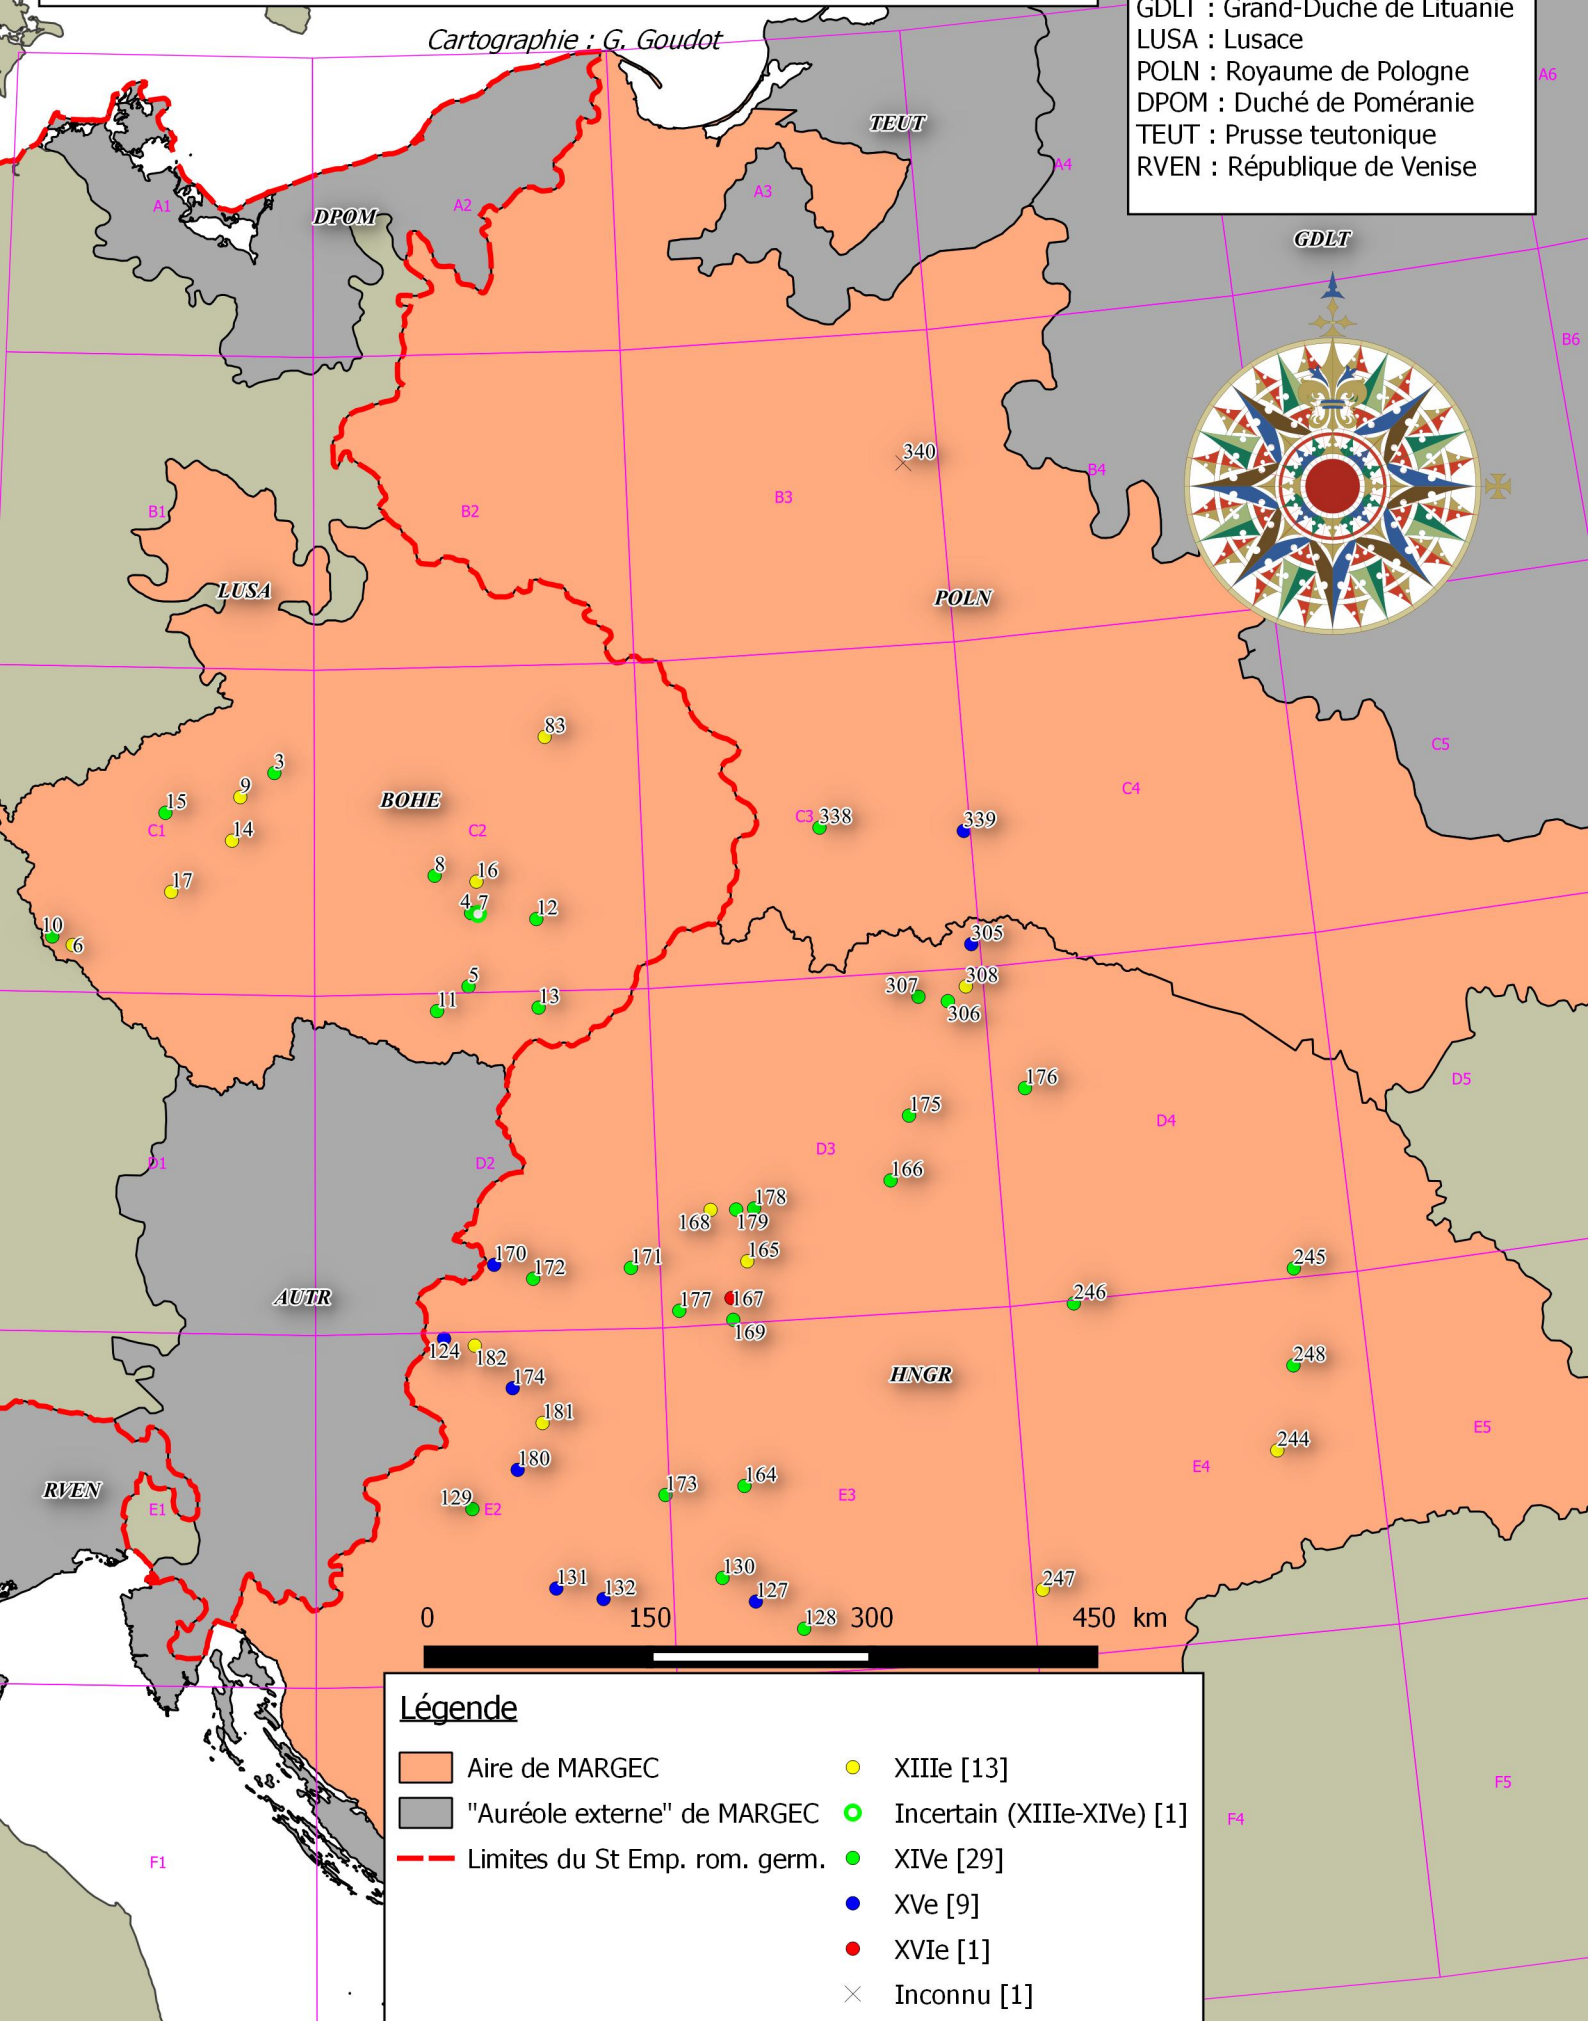 GDLT : Grand-Duché de Lituanie
Cartographie : G. Goudot
LUSA : Lusace
POLN : Royaume de Pologne
DPOM : Duché de Poméranie
TEUT : Prusse teutonique
RVEN : République de Venise
A6
TEUT
A4
A3
A1
A2
DPOM
GDLT
B6
340
B4
B3
B1
B2
LUSA
POLN
83
C5
3
9
C4
15
BOHE
C3
338
339
14
C1
C2
8
16
17
4
7
12
10
6
305
5
308
307
11
13
306
176
D5
175
D4
D3
D1
D2
166
178
168
179
165
170
171
172
245
246
AUTR
177
167
169
124
182
248
HNGR
174
181
E5
244
180
E4
RVEN
173
164
E3
129
E2
E1
130
131
132
127
247
128
0
150
300
450 km
Légende
Aire de MARGEC
"Auréole externe" de MARGEC
Limites du St Emp. rom. germ.
XIIIe [13]
Incertain (XIIIe-XIVe) [1]
XIVe [29]
XVe [9]
XVIe [1]
Inconnu [1]
F5
F4
F1